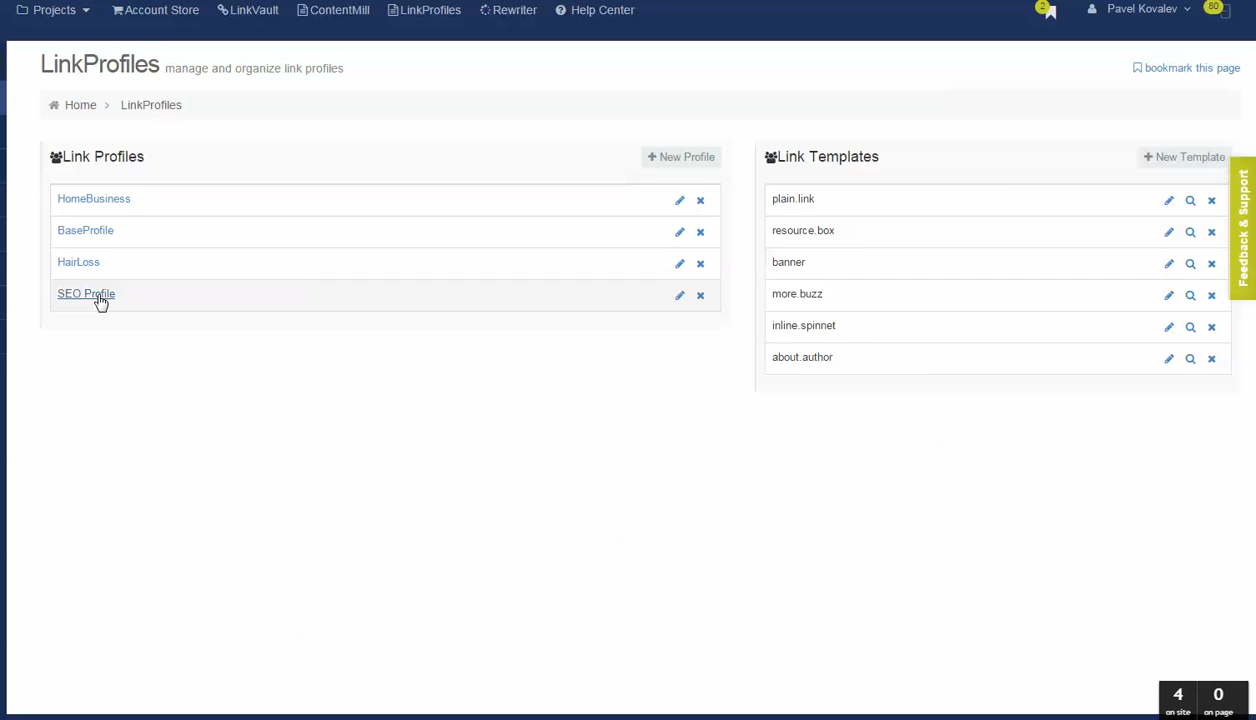 Projects Account Store LinkVault ContentMill LinkProfiles Rewriter Help Center 2 Pavel Kovalev 80
LinkProfiles manage and organize link profiles bookmark this page
Home > LinkProfiles
Link Profiles + New Profile
HomeBusiness
BaseProfile
HairLoss
SEO Profile
Link Templates + New Template
plain.link
resource.box
banner
more.buzz
inline.spinnet
about.author
Feedback & Support
4 0
on site on page